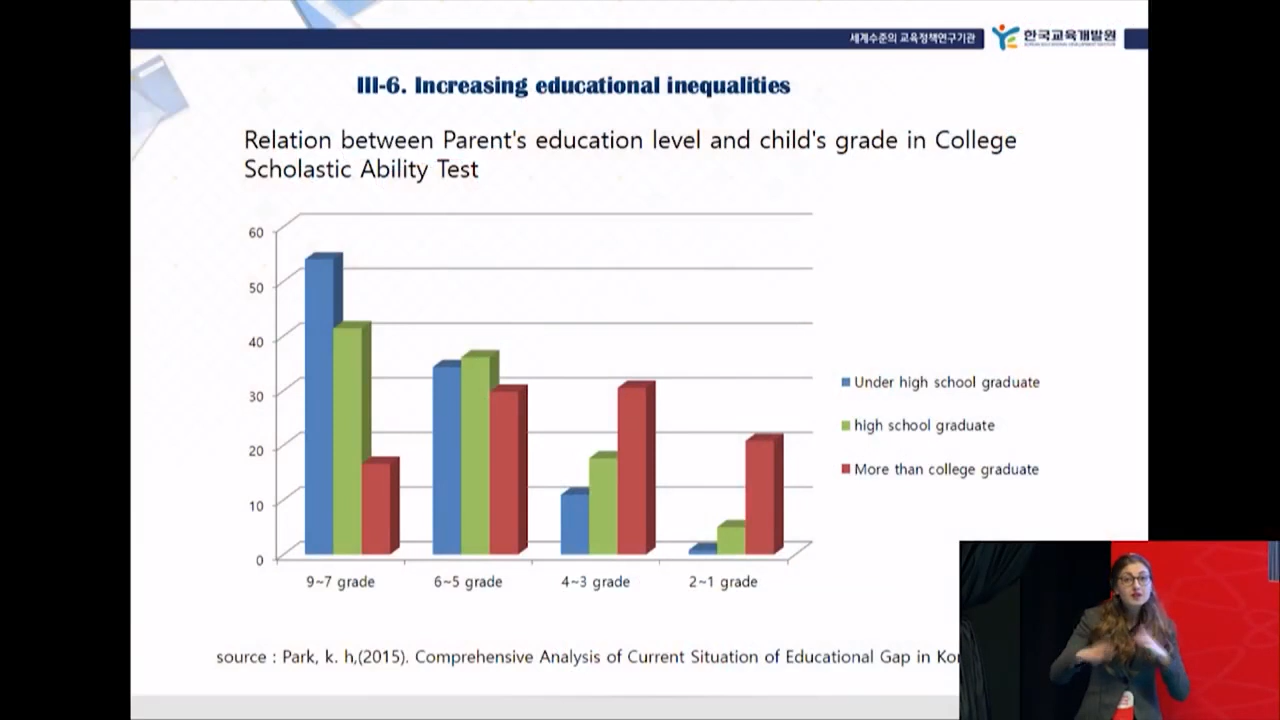 세계수준의 교육정책연구기관
한국교육개발원
III-6. Increasing educational inequalities
Relation between Parent's education level and child's grade in College
Scholastic Ability Test
60
50
40
30
20
10
0
9~7 grade
6~5 grade
4~3 grade
2~1 grade
Under high school graduate
high school graduate
More than college graduate
source : Park, k. h,(2015). Comprehensive Analysis of Current Situation of Educational Gap in